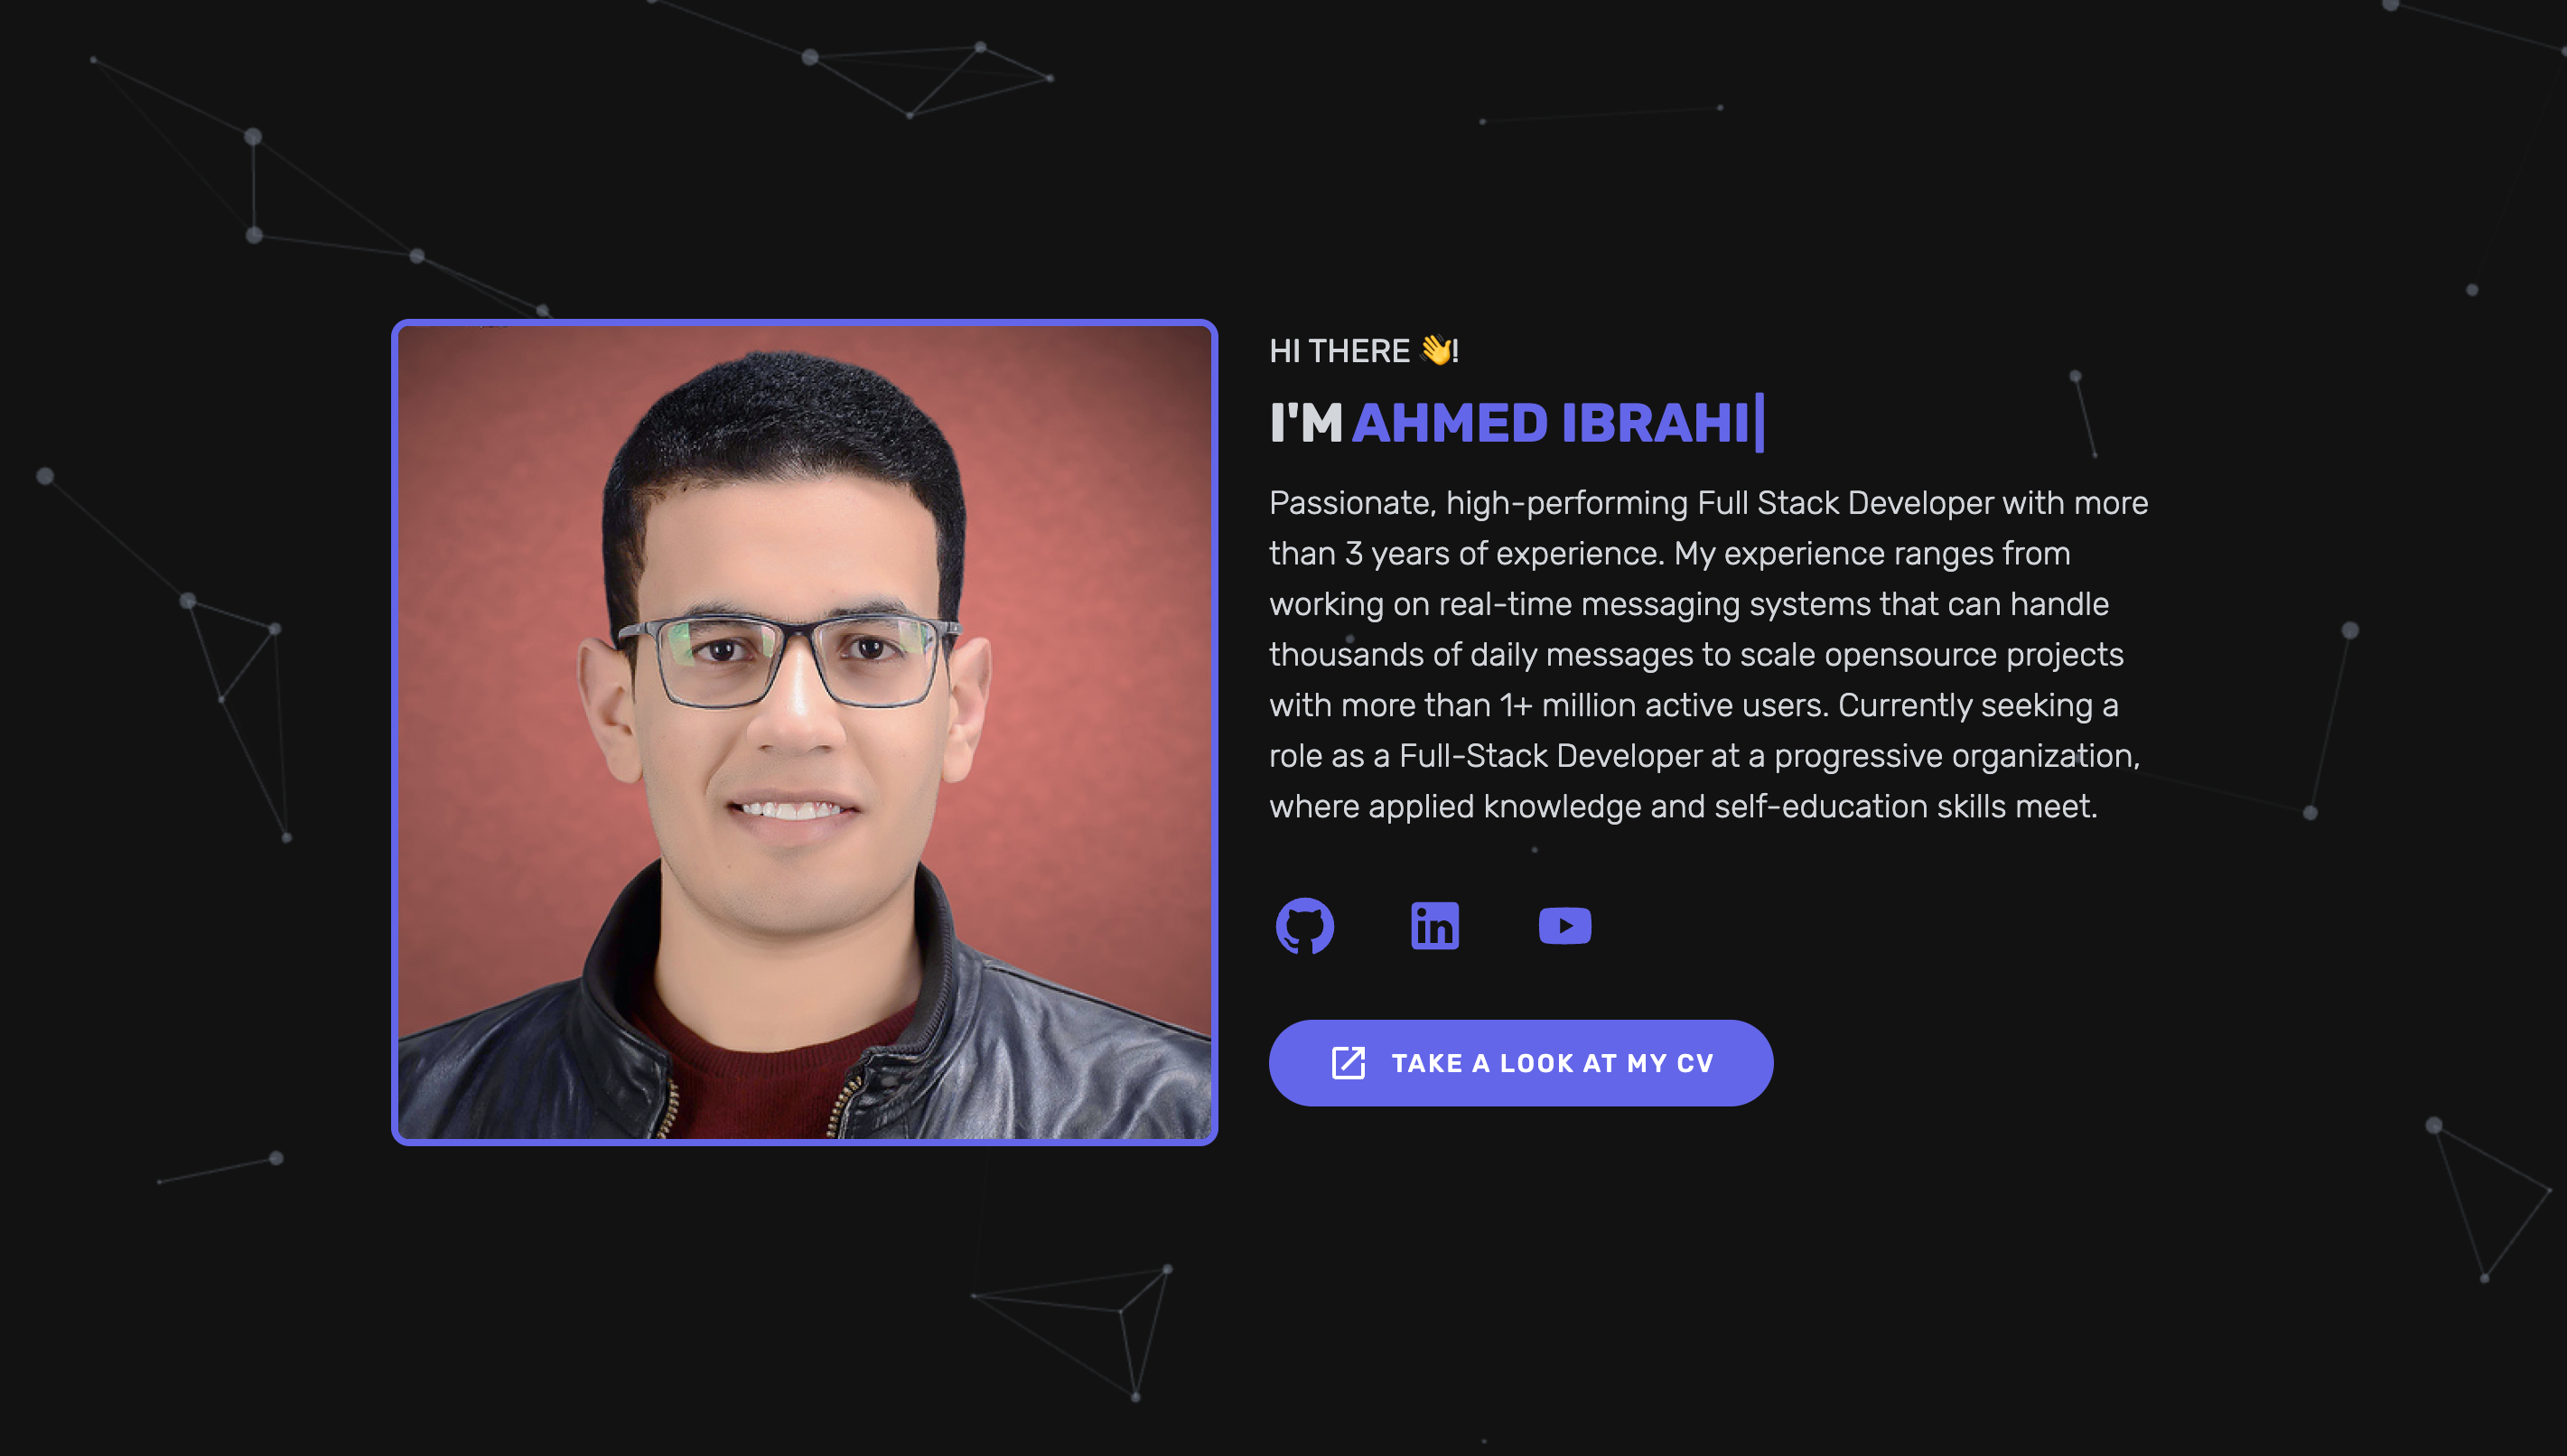 HI THERE 👋!
I'M AHMED IBRAHI
Passionate, high-performing Full Stack Developer with more
than 3 years of experience. My experience ranges from
working on real-time messaging systems that can handle
thousands of daily messages to scale opensource projects
with more than 1+ million active users. Currently seeking a
role as a Full-Stack Developer at a progressive organization,
where applied knowledge and self-education skills meet.
in
TAKE A LOOK AT MY CV